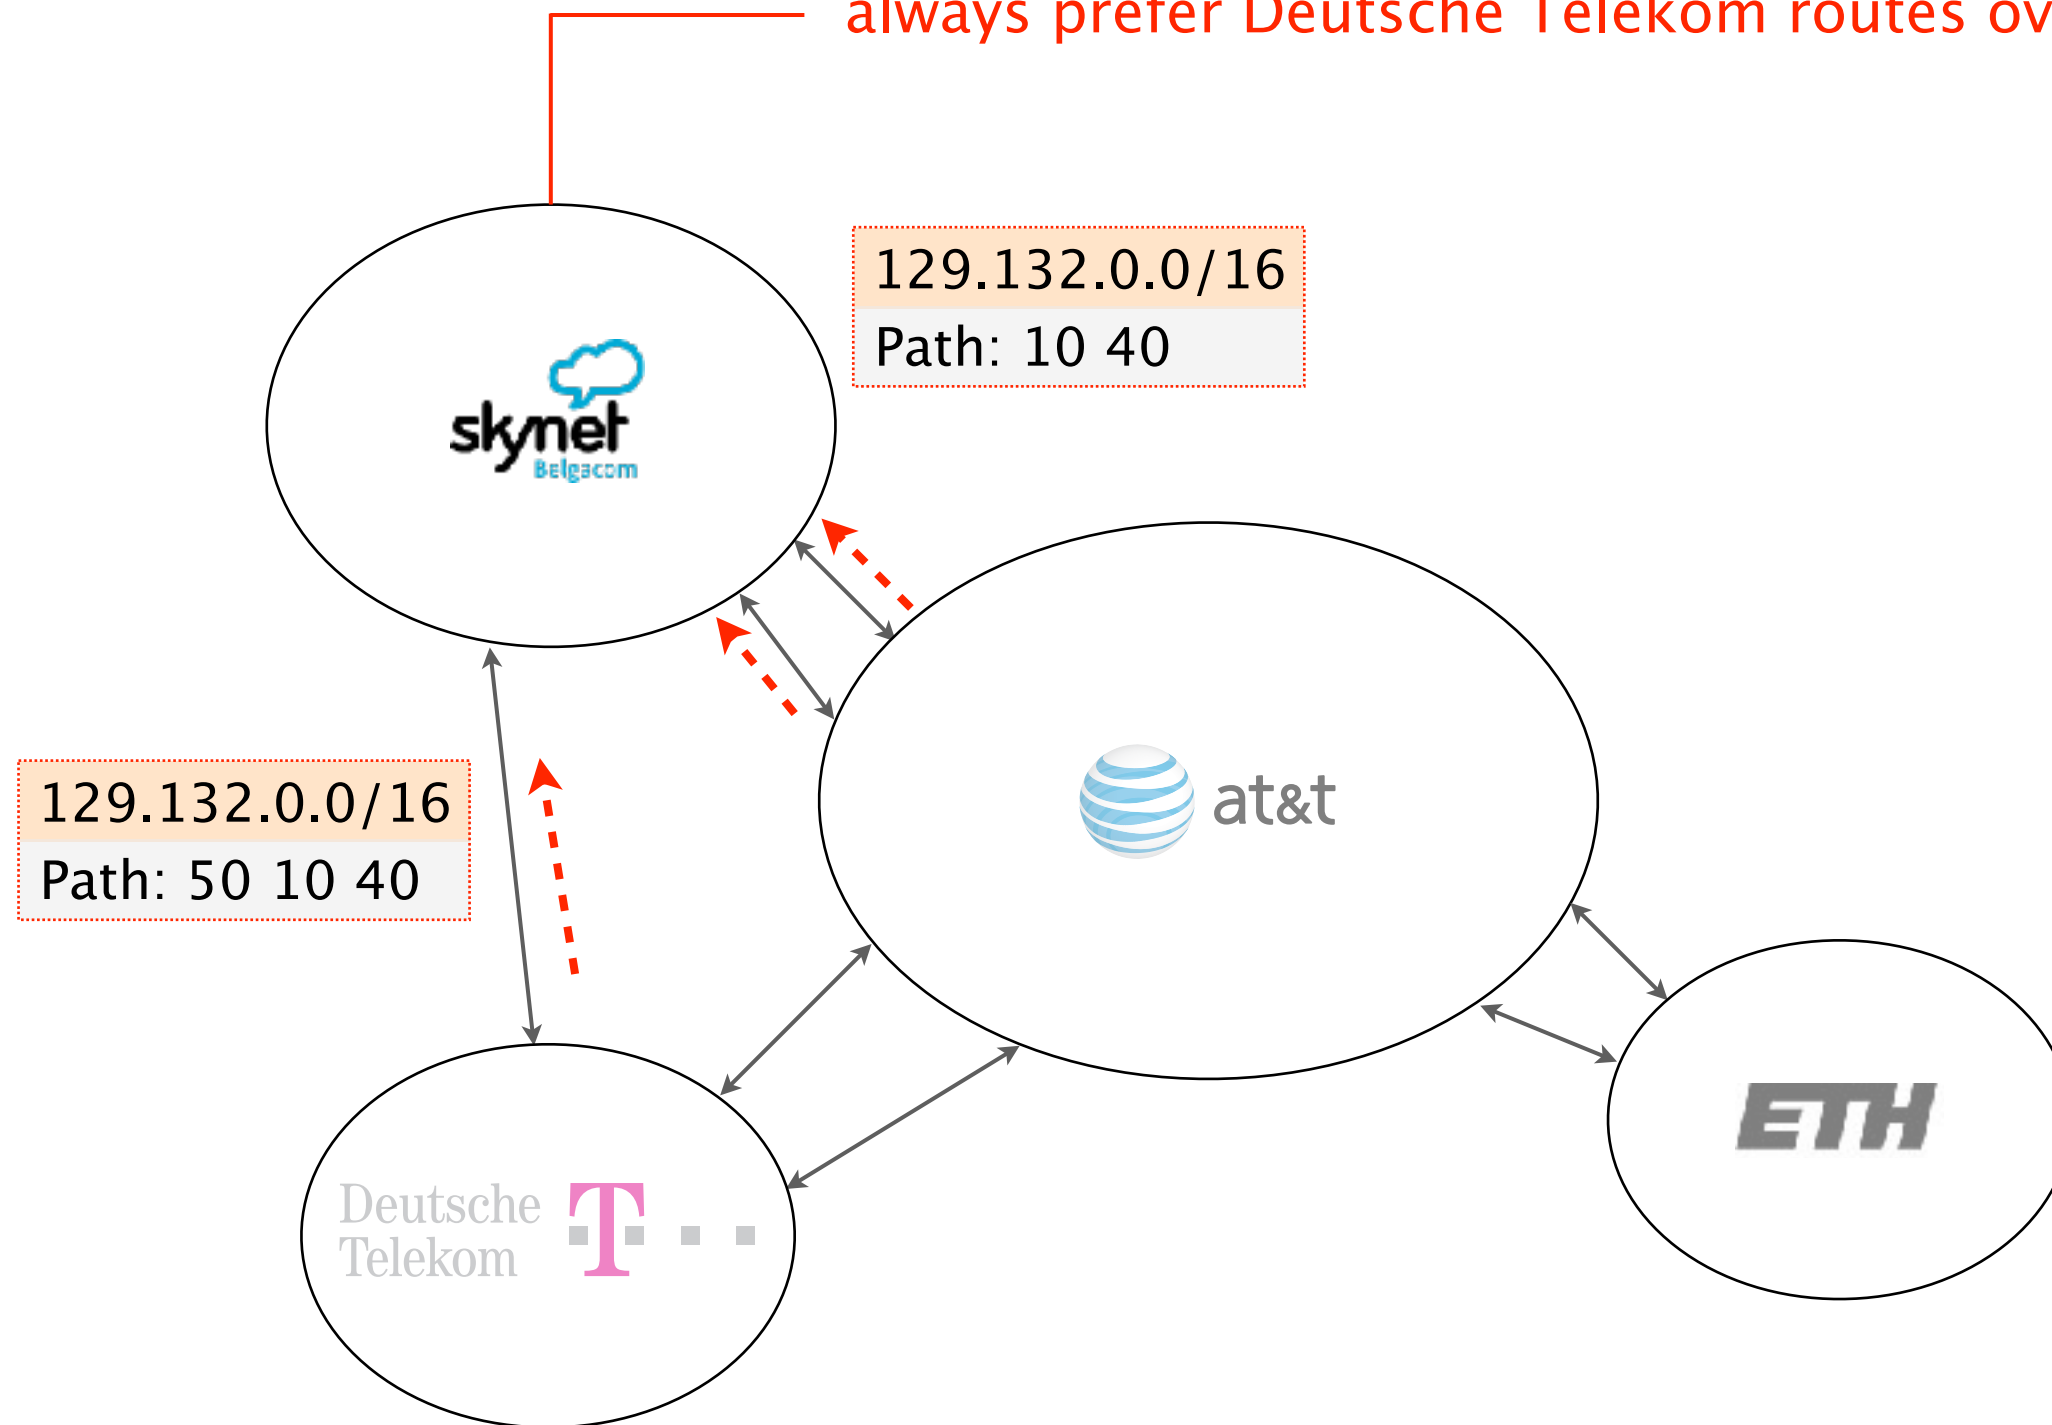 always prefer Deutsche Telekom routes ov
129.132.0.0/16
Path: 10 40
skynet
Belgacom
at&t
129.132.0.0/16
Path: 50 10 40
ETH
Deutsche
Telekom
T